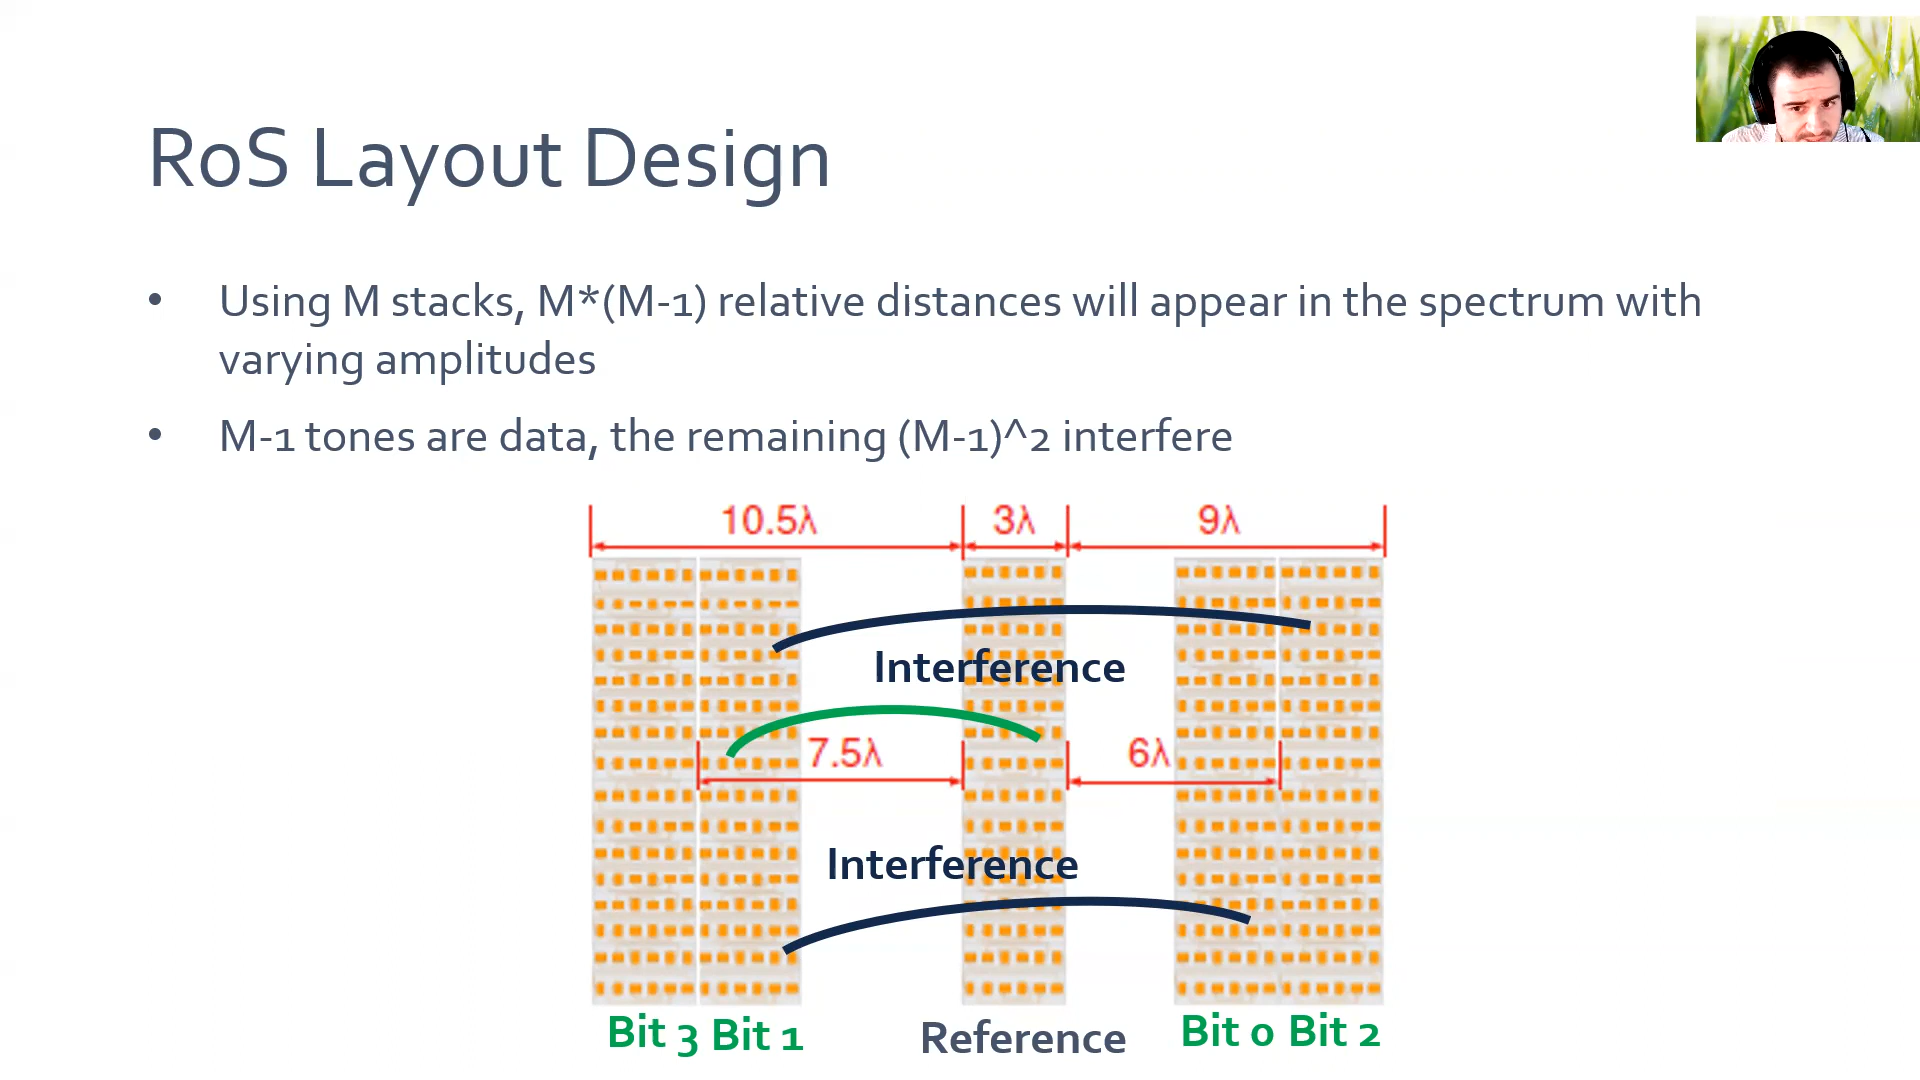 RoS Layout Design
• Using M stacks, M*(M-1) relative distances will appear in the spectrum with
varying amplitudes
• M-1 tones are data, the remaining (M-1)^2 interfere
10.5λ 3λ 9λ
Interference
7.5λ 6λ
Interference
Bit 3 Bit 1 Reference Bit 0 Bit 2